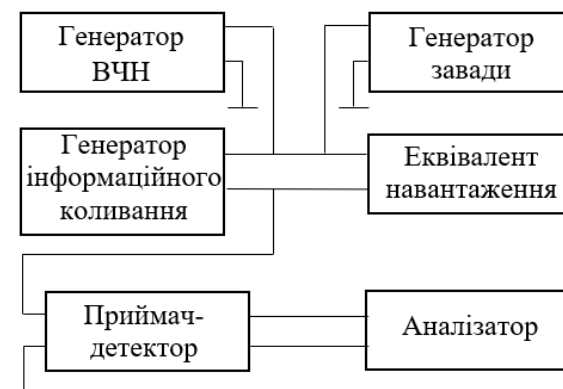 Генератор
ВЧН
Генератор
завади
Генератор
інформаційного
коливання
Еквівалент
навантаження
Приймач-
детектор
Аналізатор